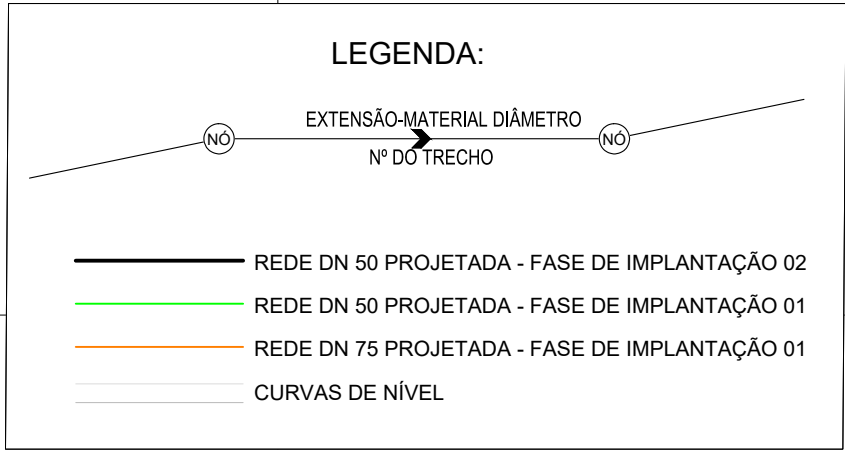 LEGENDA:
EXTENSÃO-MATERIAL DIÂMETRO
NÓ NÓ
Nº DO TRECHO
REDE DN 50 PROJETADA - FASE DE IMPLANTAÇÃO 02
REDE DN 50 PROJETADA - FASE DE IMPLANTAÇÃO 01
REDE DN 75 PROJETADA - FASE DE IMPLANTAÇÃO 01
CURVAS DE NÍVEL